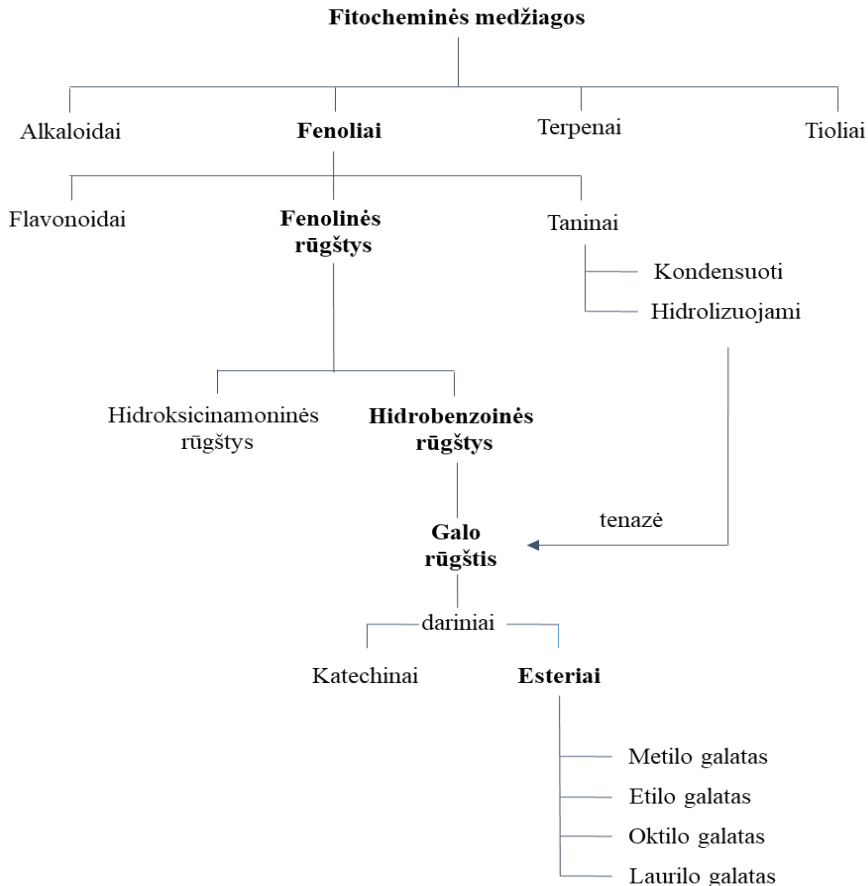 Fitocheminės medžiagos
Alkaloidai
Fenoliai
Terpenai
Tioliai
Flavonoidai
Fenolinės
rūgštys
Taninai
Kondensuoti
Hidrolizuojami
Hidroksicinamoninės
rūgštys
Hidrobenzoinės
rūgštys
tenazė
Galo
rūgštis
dariniai
Katechinai
Esteriai
Metilo galatas
Etilo galatas
Oktilo galatas
Laurilo galatas